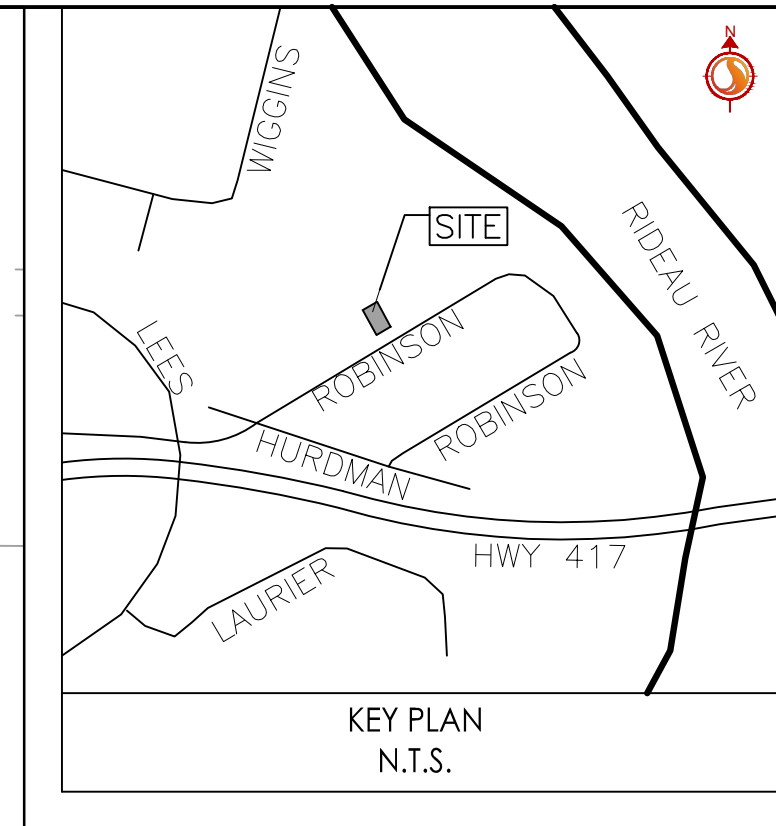 N
WIGGINS
RIDEAU RIVER
SITE
LEES
ROBINSON
ROBINSON
HURDMAN
HWY 417
LAURIER
KEY PLAN
N.T.S.